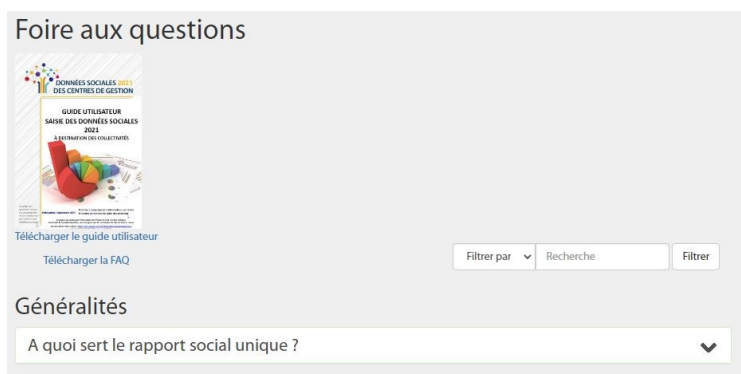 Foire aux questions
DONNÉES SOCIALES 2021
DES CENTRES DE GESTION
GUIDE UTILISATEUR
SAISIE DES DONNÉES SOCIALES
2021
À DESTINATION DES COLLECTIVITÉS
Télécharger le guide utilisateur
Télécharger la FAQ
Filtrer par
Recherche
Filtrer
Généralités
A quoi sert le rapport social unique ?